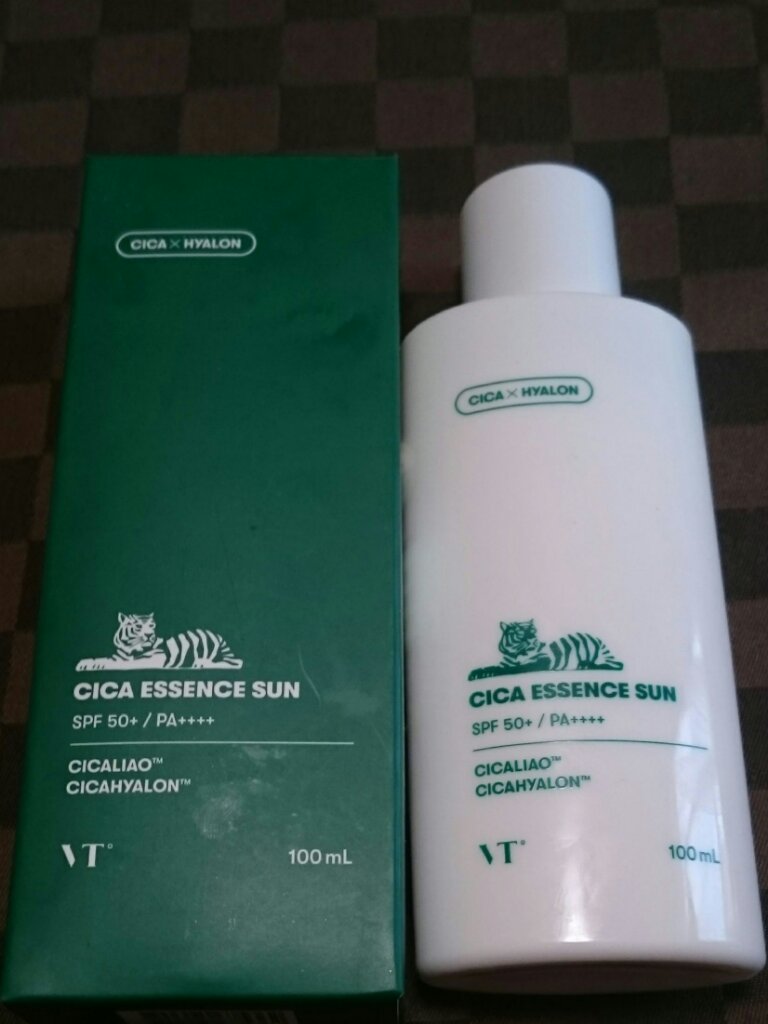 CICA × HYALON
CICA ESSENCE SUN
SPF 50+ / PA++++
CICALIAO™
CICAHYALON™
VT°
100 mL
CICA × HYALON
CICA ESSENCE SUN
SPF 50+ / PA++++
CICALIAO™
CICAHYALON™
VT°
100 mL